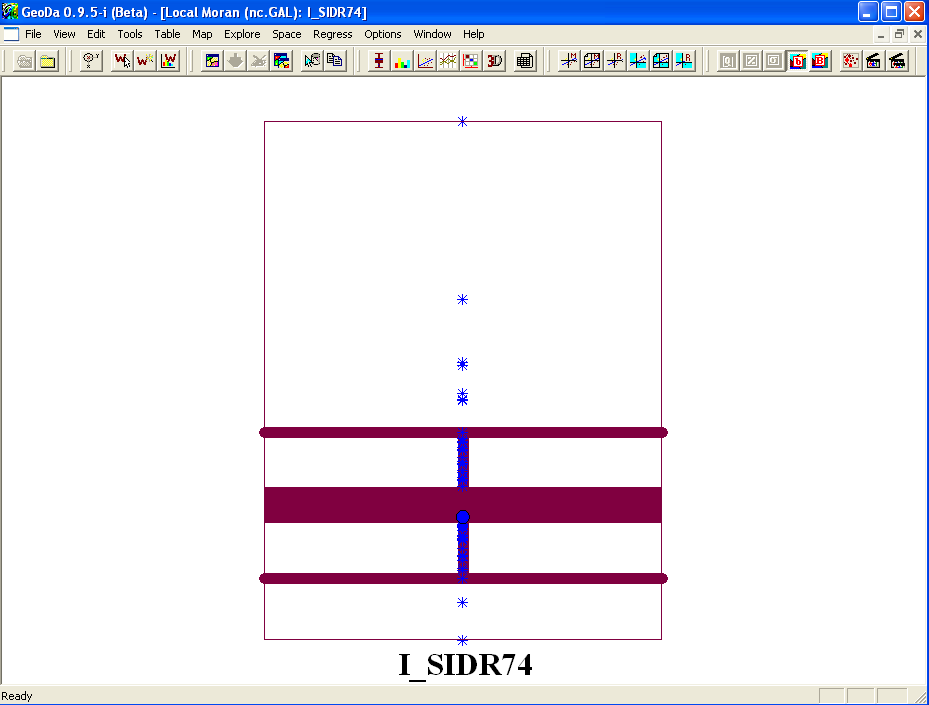 GeoDa 0.9.5-i (Beta) - [Local Moran (nc.GAL): I_SIDR74]
File View Edit Tools Table Map Explore Space Regress Options Window Help
3D
I_SIDR74
Ready